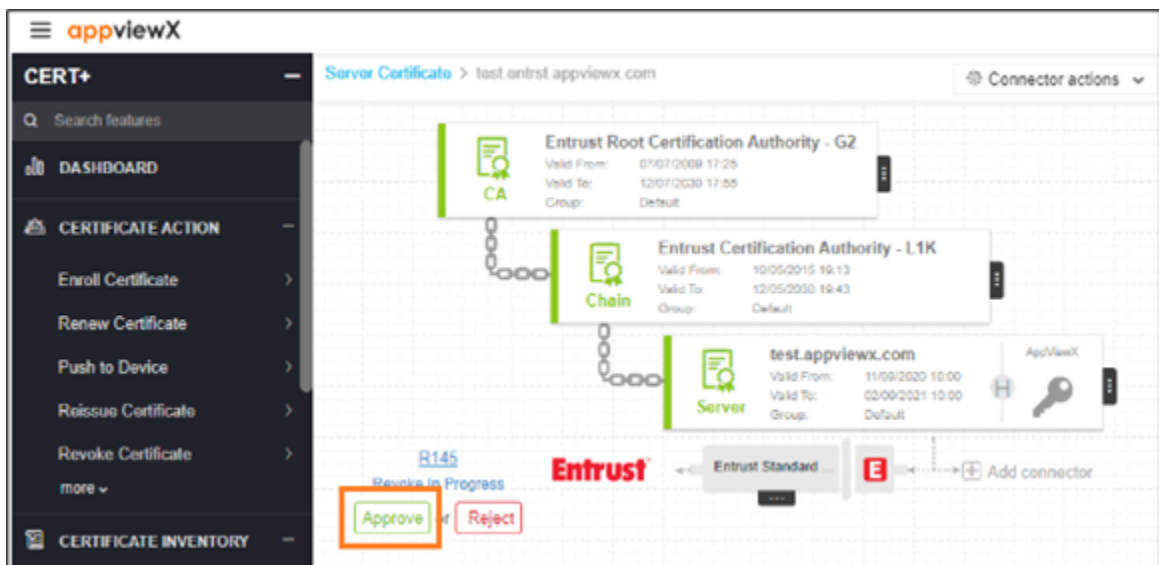 appviewX
CERT+
Server Certificate > test.entrst.appviewx.com
Connector actions
Search features
DASHBOARD
CERTIFICATE ACTION
Enroll Certificate
Renew Certificate
Push to Device
Reissue Certificate
Revoke Certificate
more
CERTIFICATE INVENTORY
Entrust Root Certification Authority - G2
Valid From: 07/07/2009 17:25
Valid To: 12/07/2030 17:55
Group: Default
CA
Entrust Certification Authority - L1K
Valid From: 10/05/2015 19:13
Valid To: 12/05/2030 19:43
Group: Default
Chain
test.appviewx.com
Valid From: 11/09/2020 10:00
Valid To: 02/09/2021 10:00
Group: Default
Server
H
AppViewX
R145
Revoke In Progress
Approve or Reject
Entrust
Entrust Standard ...
E
Add connector